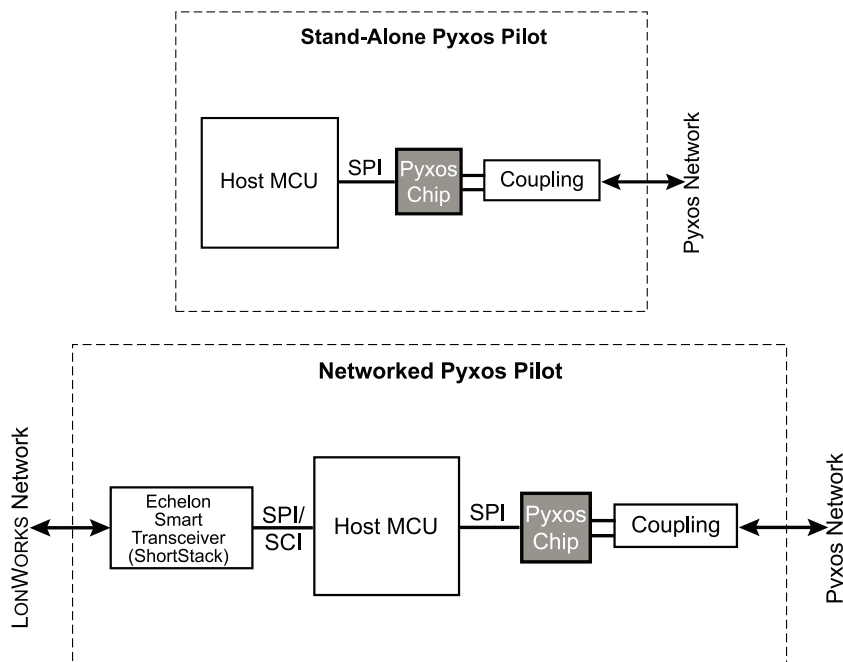 Stand-Alone Pyxos Pilot
Host MCU
SPI
Pyxos
Chip
Coupling
Pyxos Network
Networked Pyxos Pilot
LONWORKS Network
Echelon
Smart
Transceiver
(ShortStack)
SPI/
SCI
Host MCU
SPI
Pyxos
Chip
Coupling
Pyxos Network